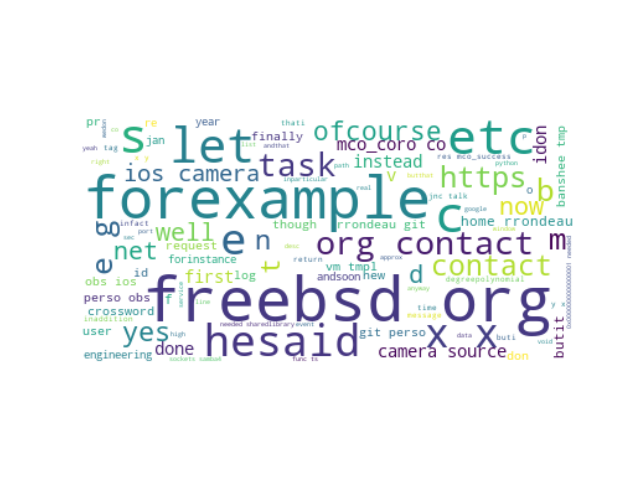 pr
re
year
thati
s
let
finally
ofcourse
etc
jan
mco_coro co
idon
banshee tmp
yeah tag
list
andthat
right
task
instead
res mco_success
ios camera
path
https
python
inparticular
real
v
buthat
forexample
c
jnc talk
google
o
b
p
now
e
g
well
e
n
though
rrondeau git
home rrondeau
org contact
m
net
request
desc
window
e
forinstance
t
return
approx
contact
id
first
log
vm tmpl
new
d
degreepolynomial
obs ios
andsoon
anyway
perso obs
f
service
port
sec
infact
freebsd org
y x
crossword
line
time
message
inaddition
user
yes
high
hesaid
needed sharedlibrary
event
git perso
x x
data
buti
void
butit
engineering
done
sockets samba4
func ts
camera source
don